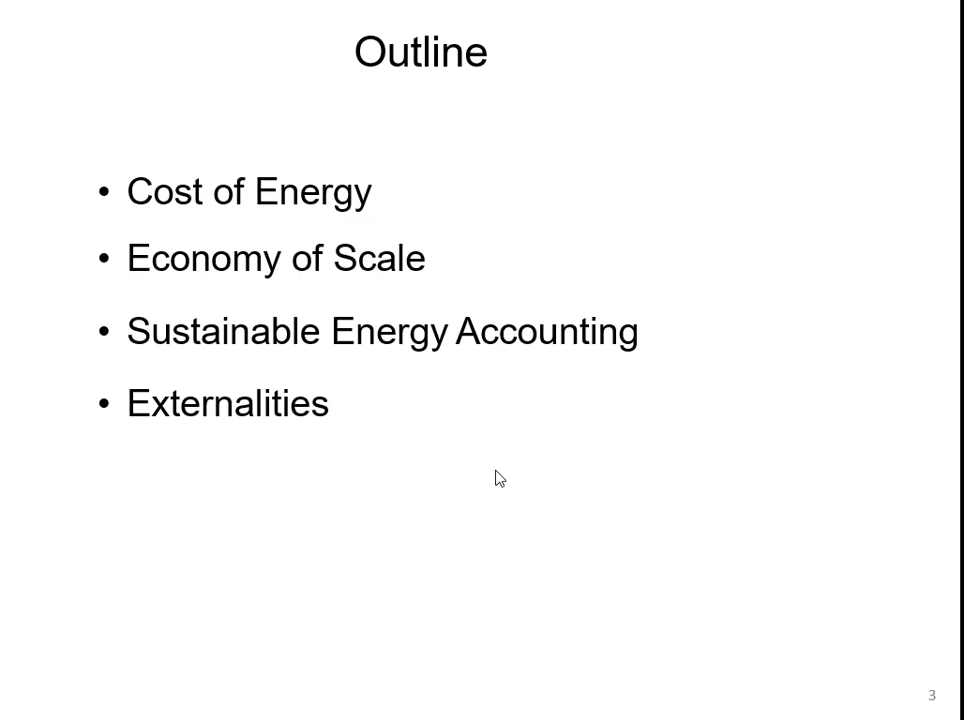 Outline
• Cost of Energy
• Economy of Scale
• Sustainable Energy Accounting
• Externalities
3